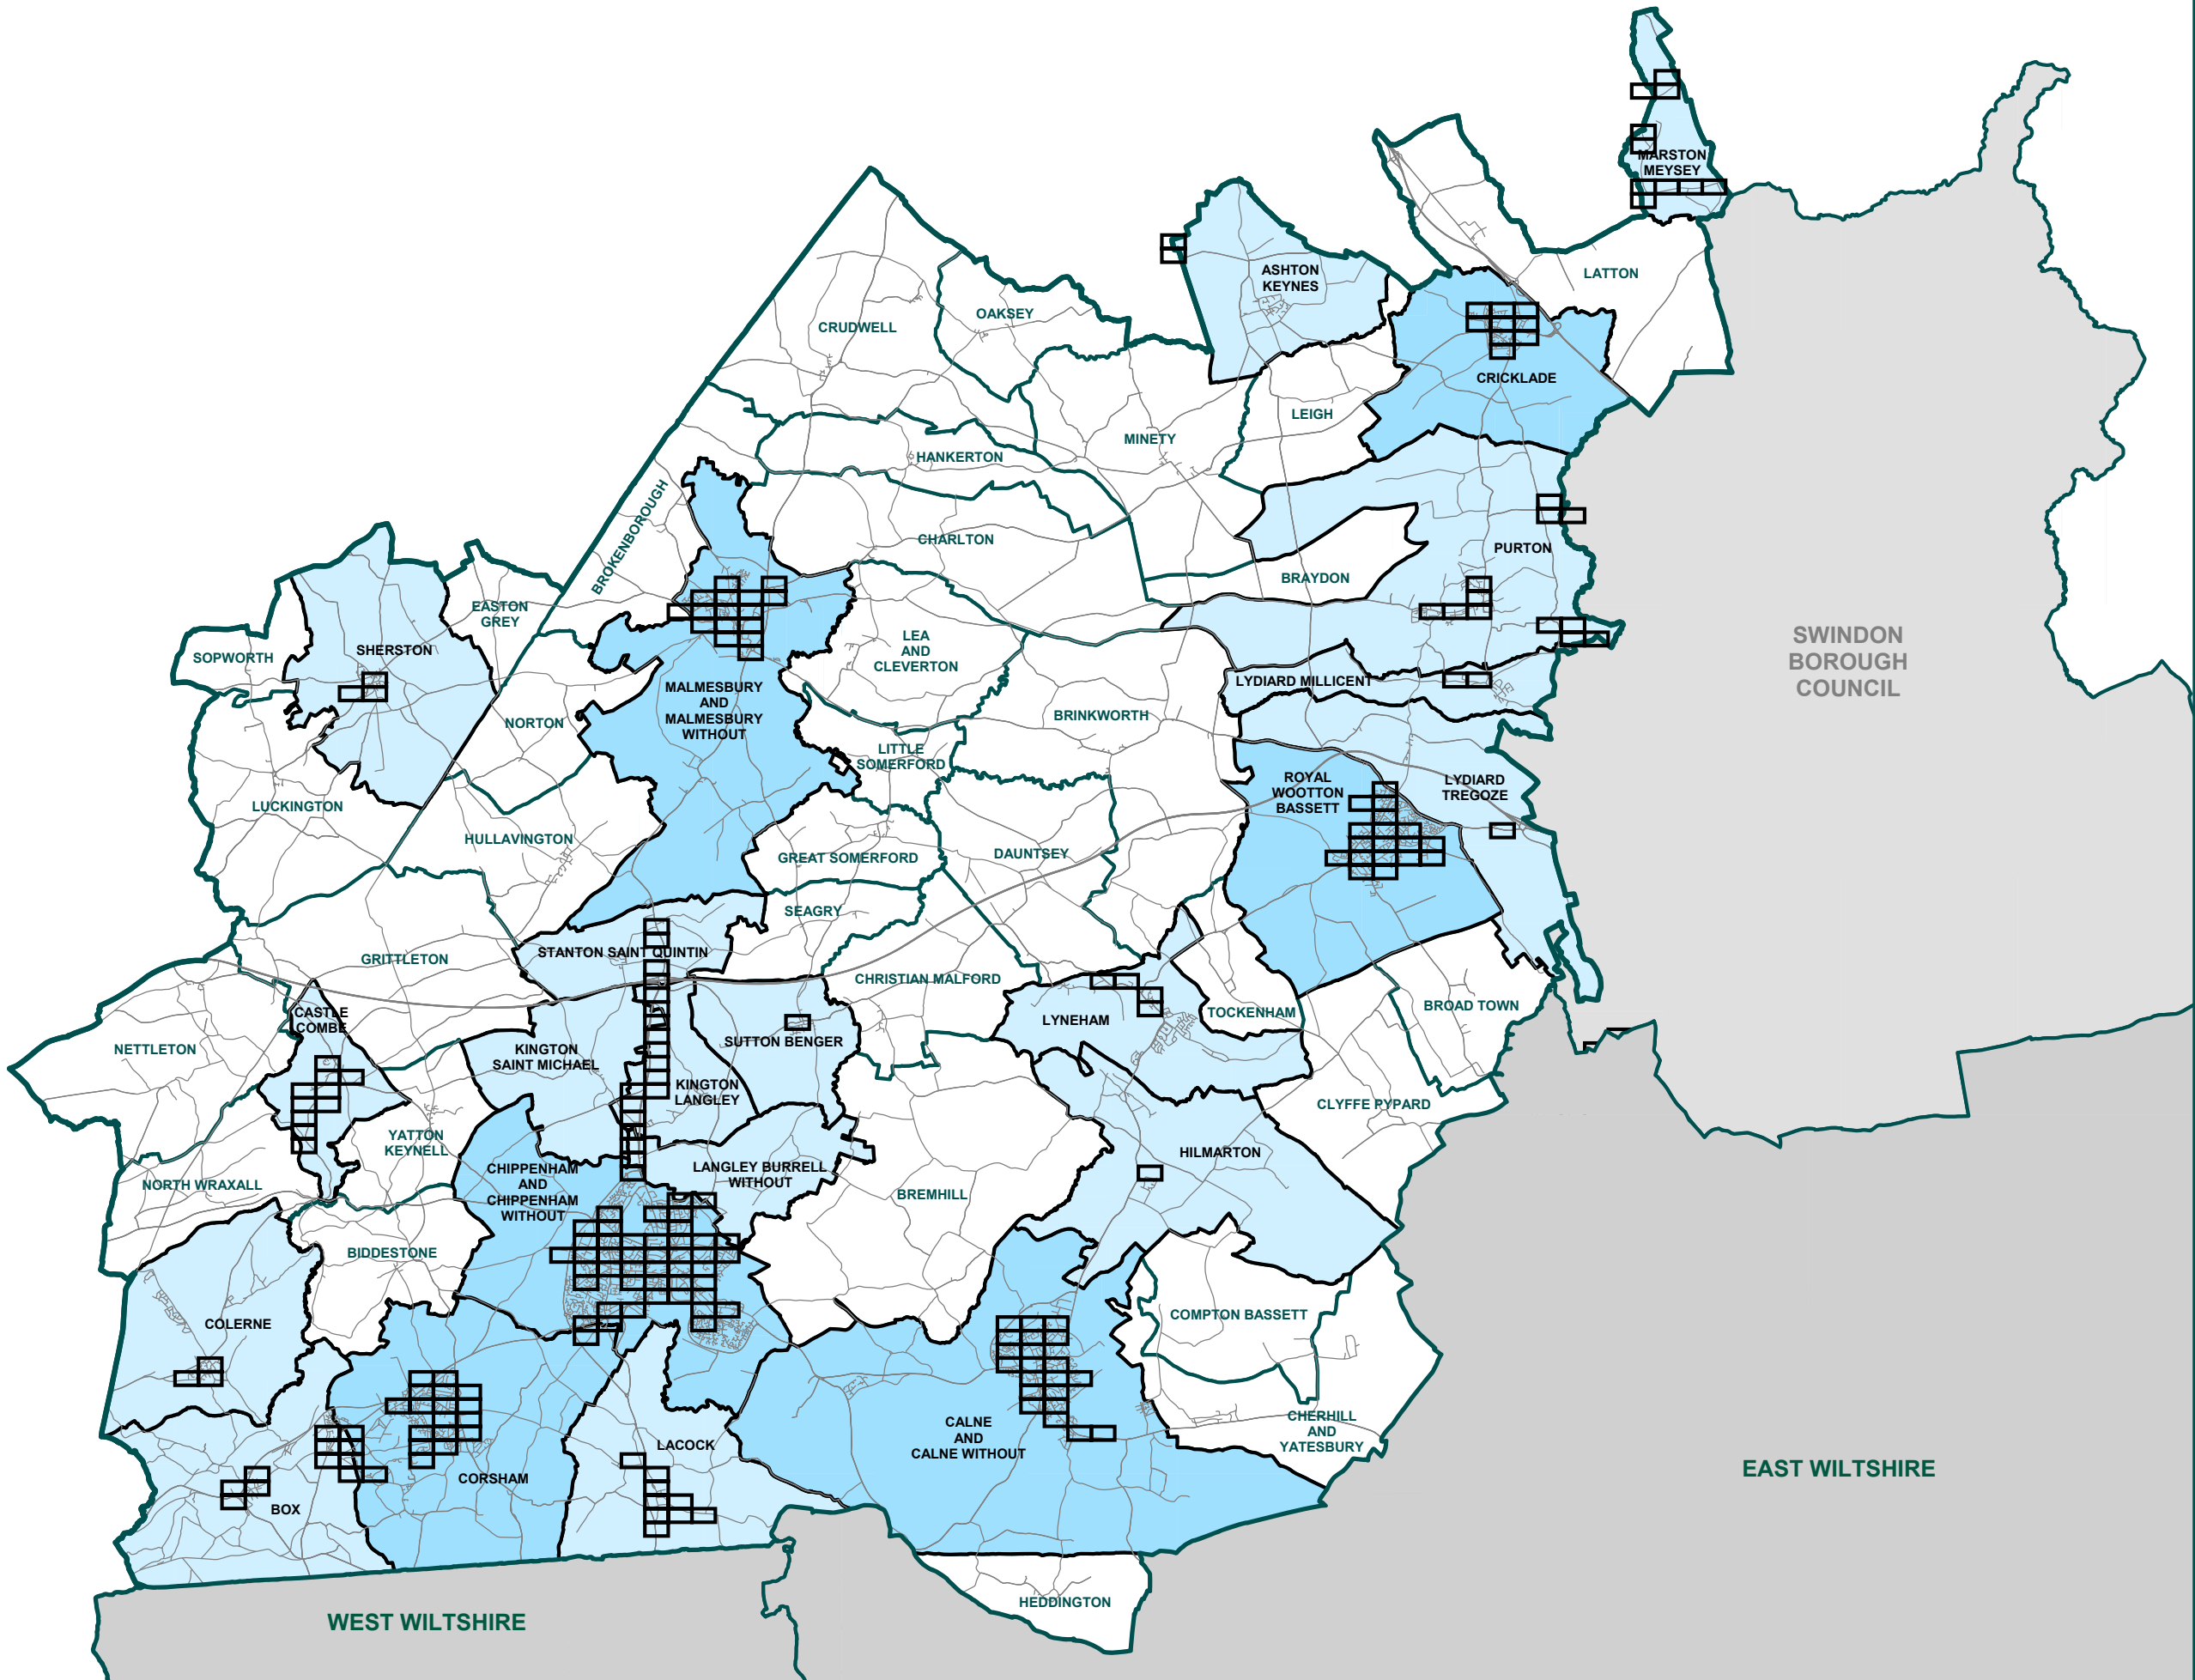 MARSTON
MEYSEY
ASHTON
KEYNES
LATTON
OAKSEY
CRUDWELL
CRICKLADE
LEIGH
MINETY
HANKERTON
BROKENBOROUGH
CHARLTON
PURTON
BRAYDON
EASTON
GREY
SHERSTON
SOPWORTH
LEA
AND
CLEVERTON
SWINDON
BOROUGH
COUNCIL
LYDIARD MILLICENT
MALMESBURY
AND
MALMESBURY
WITHOUT
NORTON
BRINKWORTH
LITTLE
SOMERFORD
ROYAL
WOOTTON
BASSETT
LYDIARD
TREGOZE
LUCKINGTON
HULLAVINGTON
GREAT SOMERFORD
DAUNTSEY
SEAGRY
STANTON SAINT QUINTIN
GRITTLETON
CHRISTIAN MALFORD
CASTLE
COMBE
LYNEHAM
TOCKENHAM
BROAD TOWN
NETTLETON
KINGTON
SAINT MICHAEL
SUTTON BENGER
KINGTON
LANGLEY
CLYFFE PYPARD
YATTON
KEYNELL
HILMARTON
NORTH WRAXALL
CHIPPENHAM
AND
CHIPPENHAM
WITHOUT
LANGLEY BURRELL
WITHOUT
BREMHILL
BIDDESTONE
COLERNE
COMPTON BASSETT
CHERHILL
AND
YATESBURY
CALNE
AND
CALNE WITHOUT
LACOCK
CORSHAM
BOX
EAST WILTSHIRE
HEDDINGTON
WEST WILTSHIRE